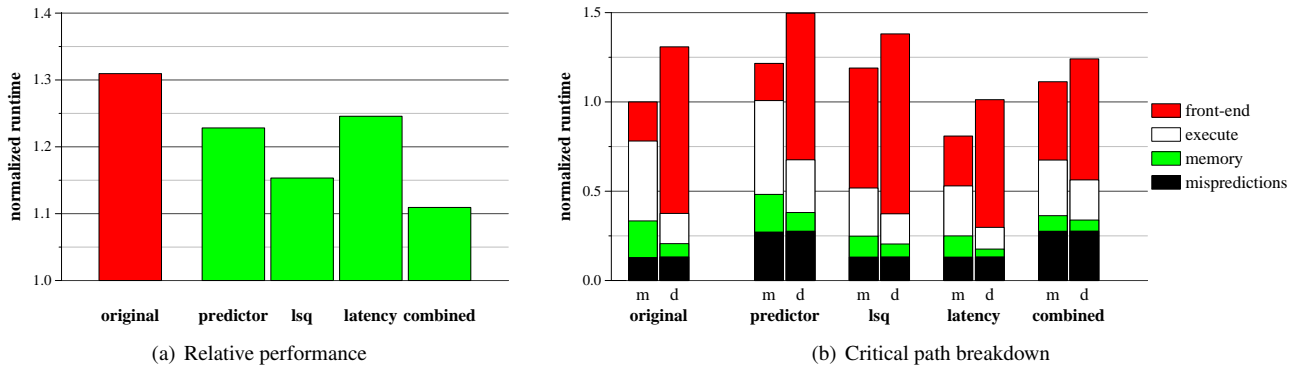 1.4
1.3
1.2
1.1
1.0
normalized runtime
original predictor lsq latency combined
(a) Relative performance
1.5
1.0
0.5
0.0
normalized runtime
m d m d m d m d m d
original predictor lsq latency combined
front-end
execute
memory
mispredictions
(b) Critical path breakdown